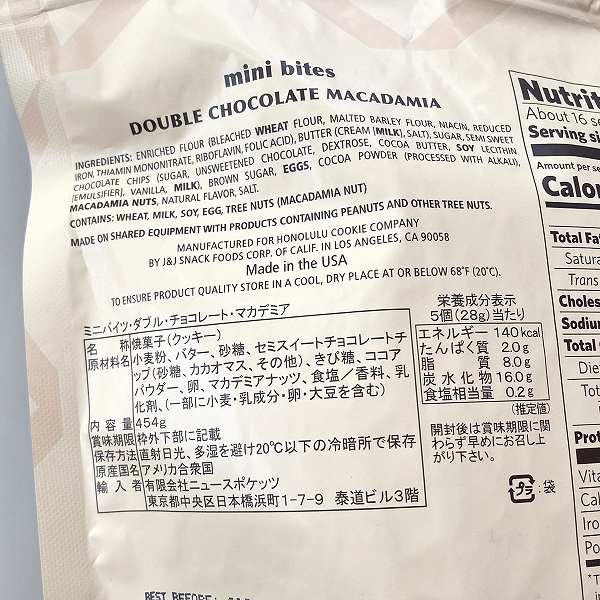 mini bites
DOUBLE CHOCOLATE MACADAMIA
INGREDIENTS: ENRICHED FLOUR (BLEACHED WHEAT FLOUR, MALTED BARLEY FLOUR, NIACIN, REDUCED
IRON, THIAMIN MONONITRATE, RIBOFLAVIN, FOLIC ACID), BUTTER (CREAM [MILK], SALT), SUGAR, SEMI SWEET
CHOCOLATE CHIPS (SUGAR, UNSWEETENED CHOCOLATE, DEXTROSE, COCOA BUTTER, SOY LECITHIN
[EMULSIFIER], VANILLA, MILK), BROWN SUGAR, EGGS, COCOA POWDER (PROCESSED WITH ALKALI),
MACADAMIA NUTS, NATURAL FLAVOR, SALT.
CONTAINS: WHEAT, MILK, SOY, EGG, TREE NUTS (MACADAMIA NUT)
MADE ON SHARED EQUIPMENT WITH PRODUCTS CONTAINING PEANUTS AND OTHER TREE NUTS.
MANUFACTURED FOR HONOLULU COOKIE COMPANY
BY J&J SNACK FOODS CORP. OF CALIF. IN LOS ANGELES, CA 90058
Made in the USA
TO ENSURE PRODUCT QUALITY STORE IN A COOL, DRY PLACE AT OR BELOW 68°F (20°C).
ミニバイツ・ダブル・チョコレート・マカデミア
名称 焼菓子(クッキー)
原材料名 小麦粉、バター、砂糖、セミスイートチョコレートチ
ップ(砂糖、カカオマス、その他)、きび糖、ココア
パウダー、卵、マカデミアナッツ、食塩/香料、乳
化剤、(一部に小麦・乳成分・卵・大豆を含む)
内容量 454g
賞味期限 枠外下部に記載
保存方法 直射日光、多湿を避け20℃以下の冷暗所で保存
原産国名 アメリカ合衆国
輸入者 有限会社ニュースポケッツ
東京都中央区日本橋浜町1-7-9 泰道ビル3階
栄養成分表示
5個(28g)当たり
エネルギー 140kcal
たんぱく質 2.0g
脂質 8.0g
炭水化物 16.0g
食塩相当量 0.2g
(推定値)
開封後は賞味期限に関
わらず早めにお召し上
がり下さい。
プラ :袋
About 16
Serving
Amount per
Total
Trans
Total
BEST BEFORE: